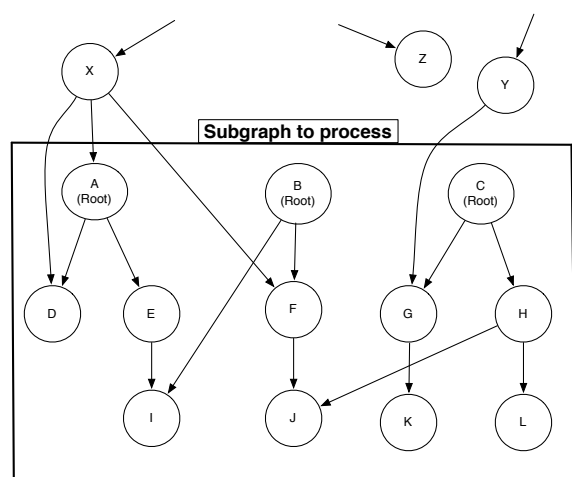 X
Z
Y
Subgraph to process
A
(Root)
B
(Root)
C
(Root)
D
E
F
G
H
I
J
K
L